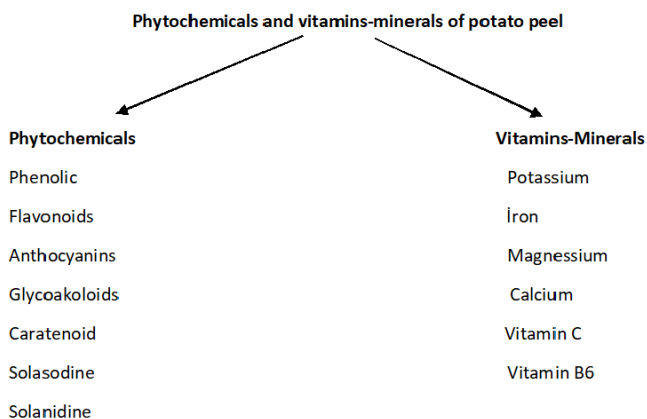 Phytochemicals and vitamins-minerals of potato peel
Phytochemicals
Phenolic
Flavonoids
Anthocyanins
Glycoakoloids
Caratenoid
Solasodine
Solanidine
Vitamins-Minerals
Potassium
İron
Magnessium
Calcium
Vitamin C
Vitamin B6